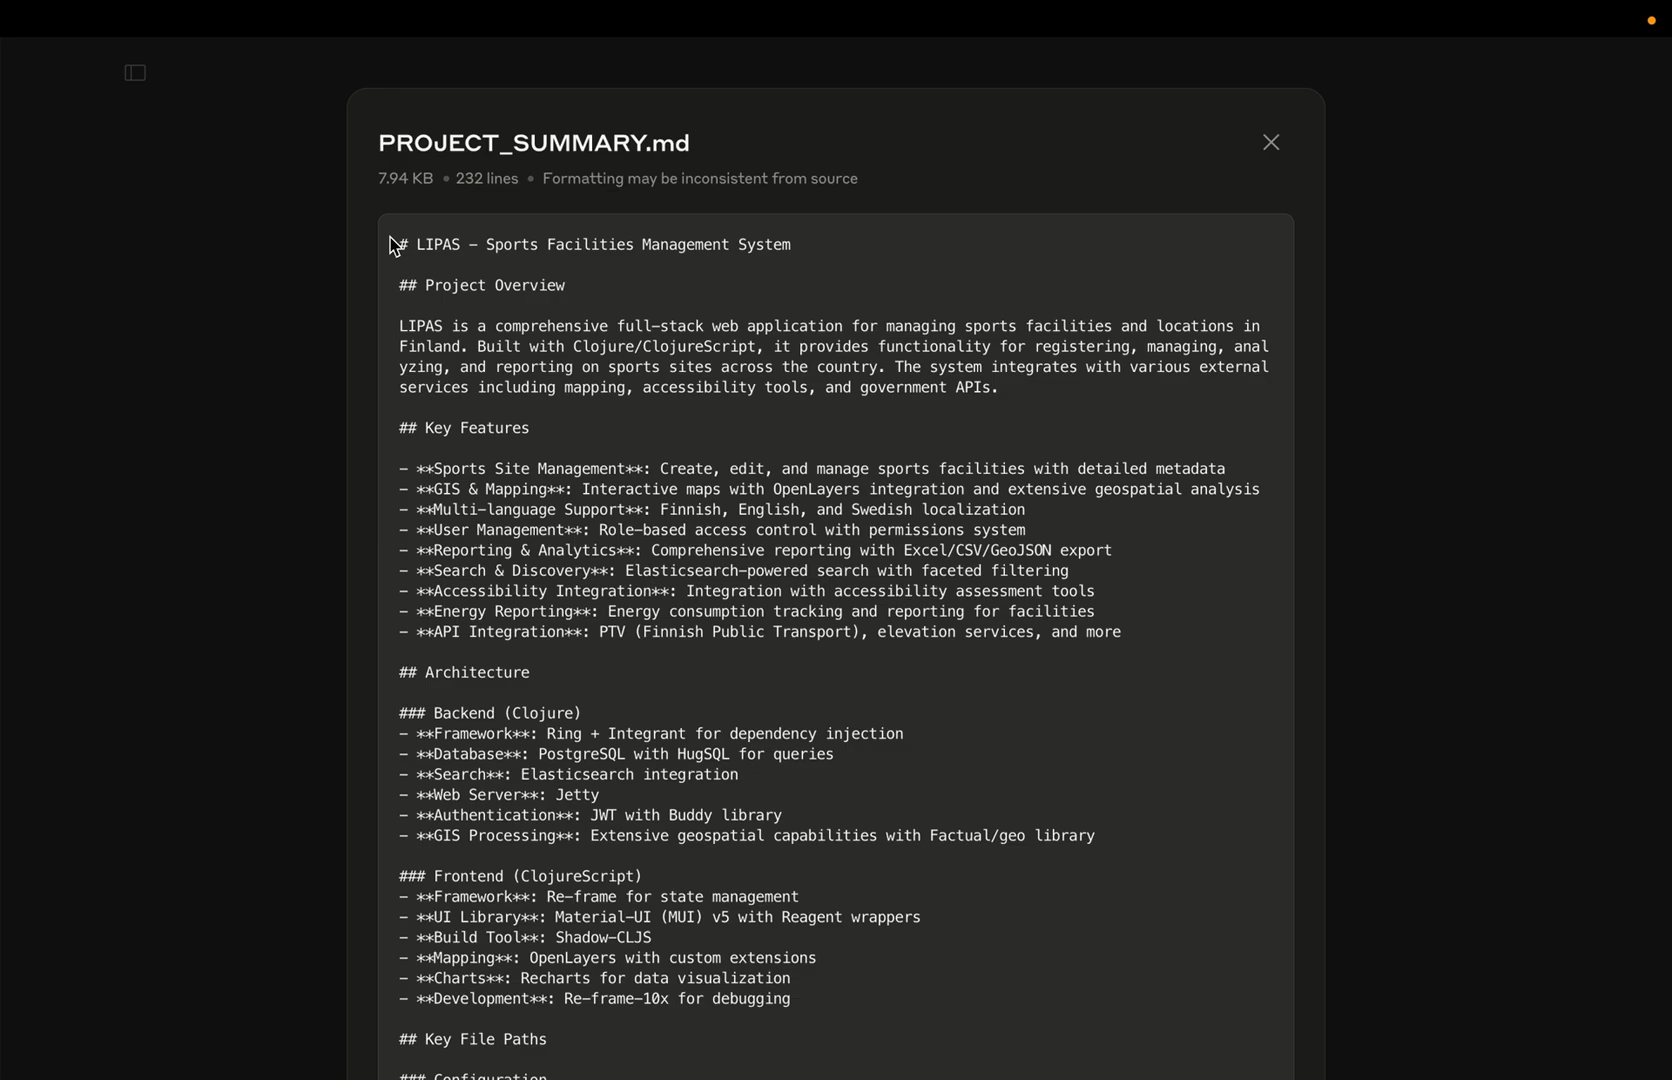 PROJECT_SUMMARY.md
7.94 KB • 232 lines • Formatting may be inconsistent from source
# LIPAS – Sports Facilities Management System
## Project Overview
LIPAS is a comprehensive full-stack web application for managing sports facilities and locations in
Finland. Built with Clojure/ClojureScript, it provides functionality for registering, managing, anal
yzing, and reporting on sports sites across the country. The system integrates with various external
services including mapping, accessibility tools, and government APIs.
## Key Features
- **Sports Site Management**: Create, edit, and manage sports facilities with detailed metadata
- **GIS & Mapping**: Interactive maps with OpenLayers integration and extensive geospatial analysis
- **Multi-language Support**: Finnish, English, and Swedish localization
- **User Management**: Role-based access control with permissions system
- **Reporting & Analytics**: Comprehensive reporting with Excel/CSV/GeoJSON export
- **Search & Discovery**: Elasticsearch-powered search with faceted filtering
- **Accessibility Integration**: Integration with accessibility assessment tools
- **Energy Reporting**: Energy consumption tracking and reporting for facilities
- **API Integration**: PTV (Finnish Public Transport), elevation services, and more
## Architecture
### Backend (Clojure)
- **Framework**: Ring + Integrant for dependency injection
- **Database**: PostgreSQL with HugSQL for queries
- **Search**: Elasticsearch integration
- **Web Server**: Jetty
- **Authentication**: JWT with Buddy library
- **GIS Processing**: Extensive geospatial capabilities with Factual/geo library
### Frontend (ClojureScript)
- **Framework**: Re-frame for state management
- **UI Library**: Material-UI (MUI) v5 with Reagent wrappers
- **Build Tool**: Shadow-CLJS
- **Mapping**: OpenLayers with custom extensions
- **Charts**: Recharts for data visualization
- **Development**: Re-frame-10x for debugging
## Key File Paths
### Configuration